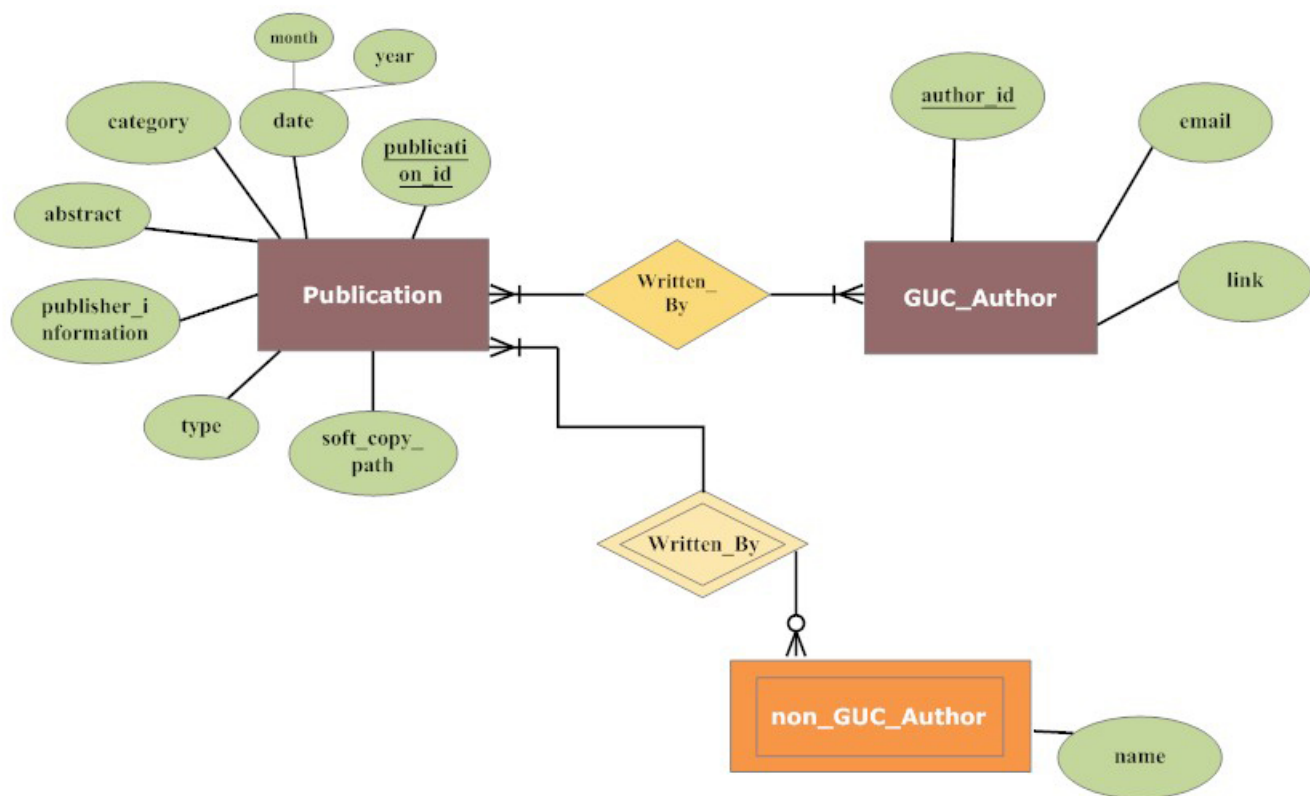 month
year
category
date
author_id
email
publicati
on_id
abstract
Publication
Written_
By
GUC_Author
link
publisher_i
nformation
type
soft_copy_
path
Written_By
non_GUC_Author
name